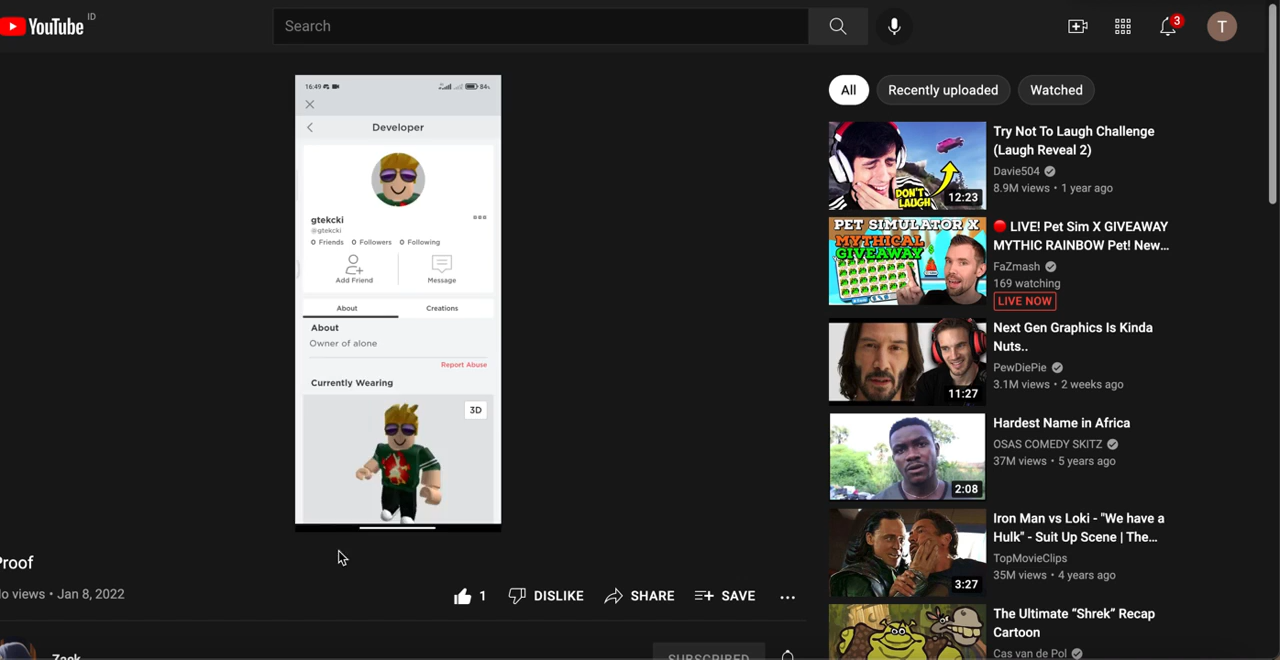 YouTube ID
Search
3
T
16:49
84%
Developer
gtekcki
@gtekcki
0 Friends 0 Followers 0 Following
Add Friend
Message
About
Creations
About
Owner of alone
Report Abuse
Currently Wearing
3D
Proof
No views • Jan 8, 2022
1
DISLIKE
SHARE
SAVE
Zack
SUBSCRIBED
All
Recently uploaded
Watched
DON'T LAUGH
12:23
Try Not To Laugh Challenge
(Laugh Reveal 2)
Davie504
8.9M views • 1 year ago
PET SIMULATOR X
MYTHICAL
GIVEAWAY
LIVE! Pet Sim X GIVEAWAY
MYTHIC RAINBOW Pet! New...
FaZmash
169 watching
LIVE NOW
11:27
Next Gen Graphics Is Kinda
Nuts..
PewDiePie
3.1M views • 2 weeks ago
2:08
Hardest Name in Africa
OSAS COMEDY SKITZ
37M views • 5 years ago
3:27
Iron Man vs Loki - "We have a
Hulk" - Suit Up Scene | The...
TopMovieClips
35M views • 4 years ago
The Ultimate “Shrek” Recap
Cartoon
Cas van de Pol